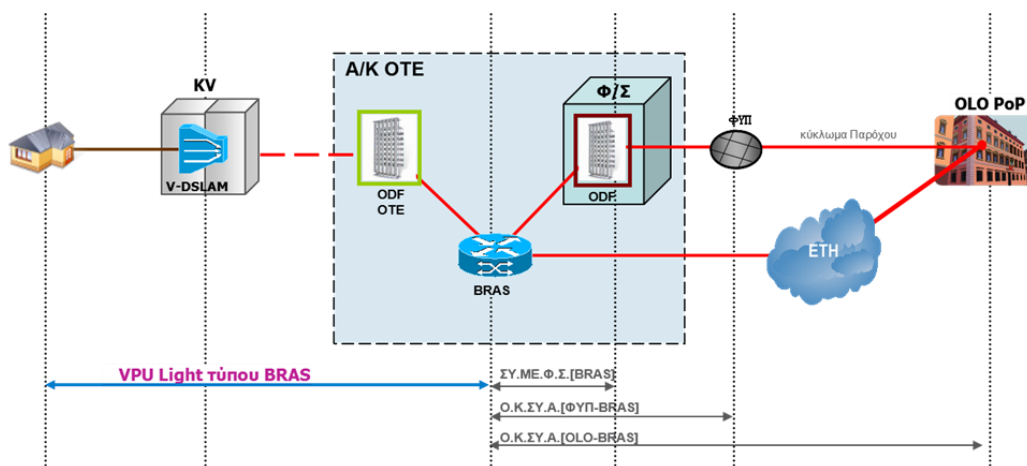 Α/Κ ΟΤΕ
KV
Φ/Σ
ΦΥΠ
OLO PoP
κύκλωμα Παρόχου
V-DSLAM
ODF
ΟΤΕ
ODF
ETH
BRAS
VPU Light τύπου BRAS
ΣΥ.ΜΕ.Φ.Σ.[BRAS]
Ο.Κ.ΣΥ.Α.[ΦΥΠ-BRAS]
Ο.Κ.ΣΥ.Α.[OLO-BRAS]